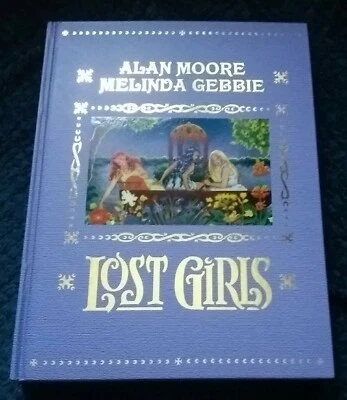 ALAN MOORE
MELINDA GEBBIE
LOST GIRLS